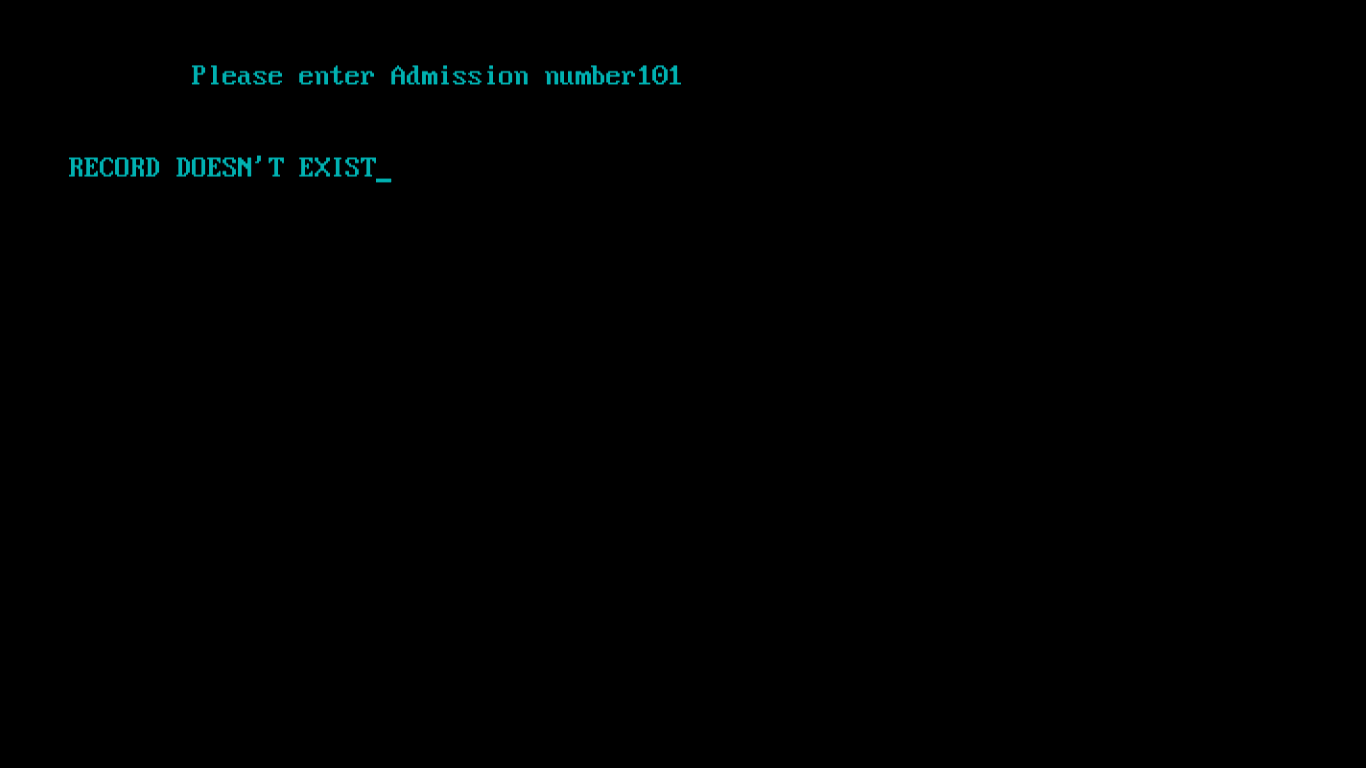 Please enter Admission number101
RECORD DOESN'T EXIST_